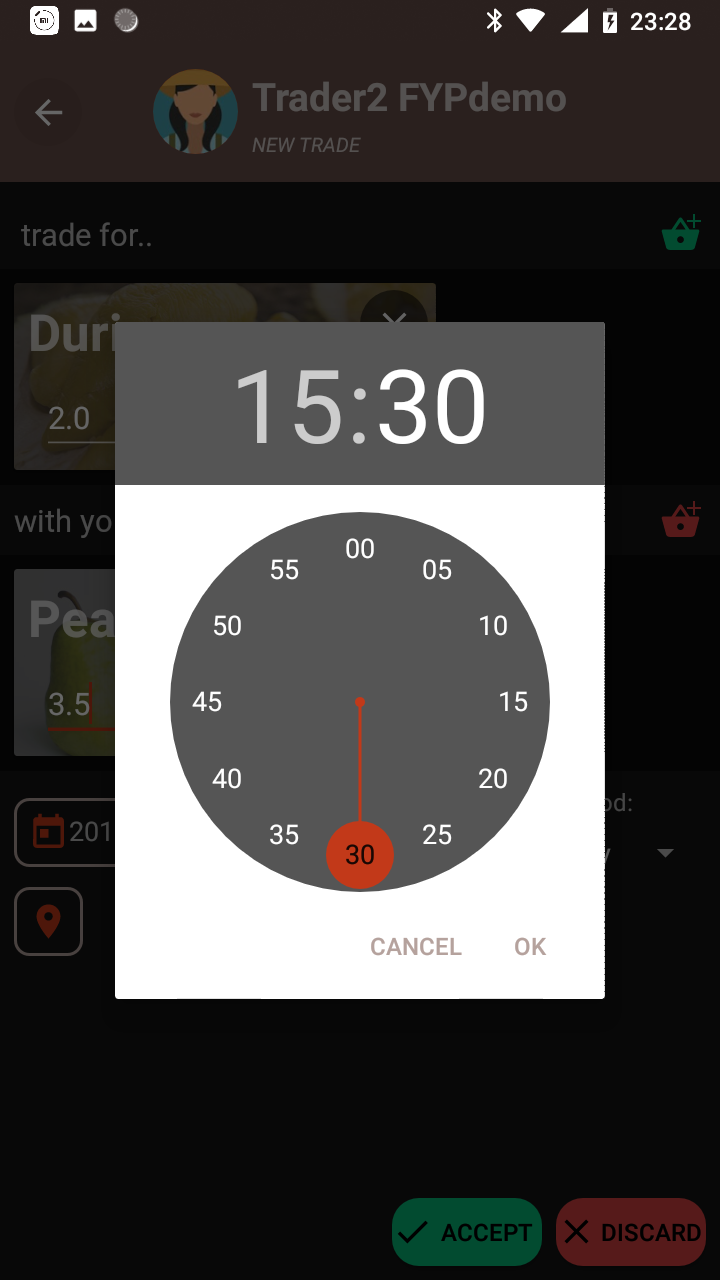 23:28
Trader2 FYPdemo
NEW TRADE
trade for..
Duri
2.0
15:30
with yo
Pea
3.5
00
55 05
50 10
45 15
40 20
35 25
30
201
od:
y
CANCEL OK
ACCEPT DISCARD